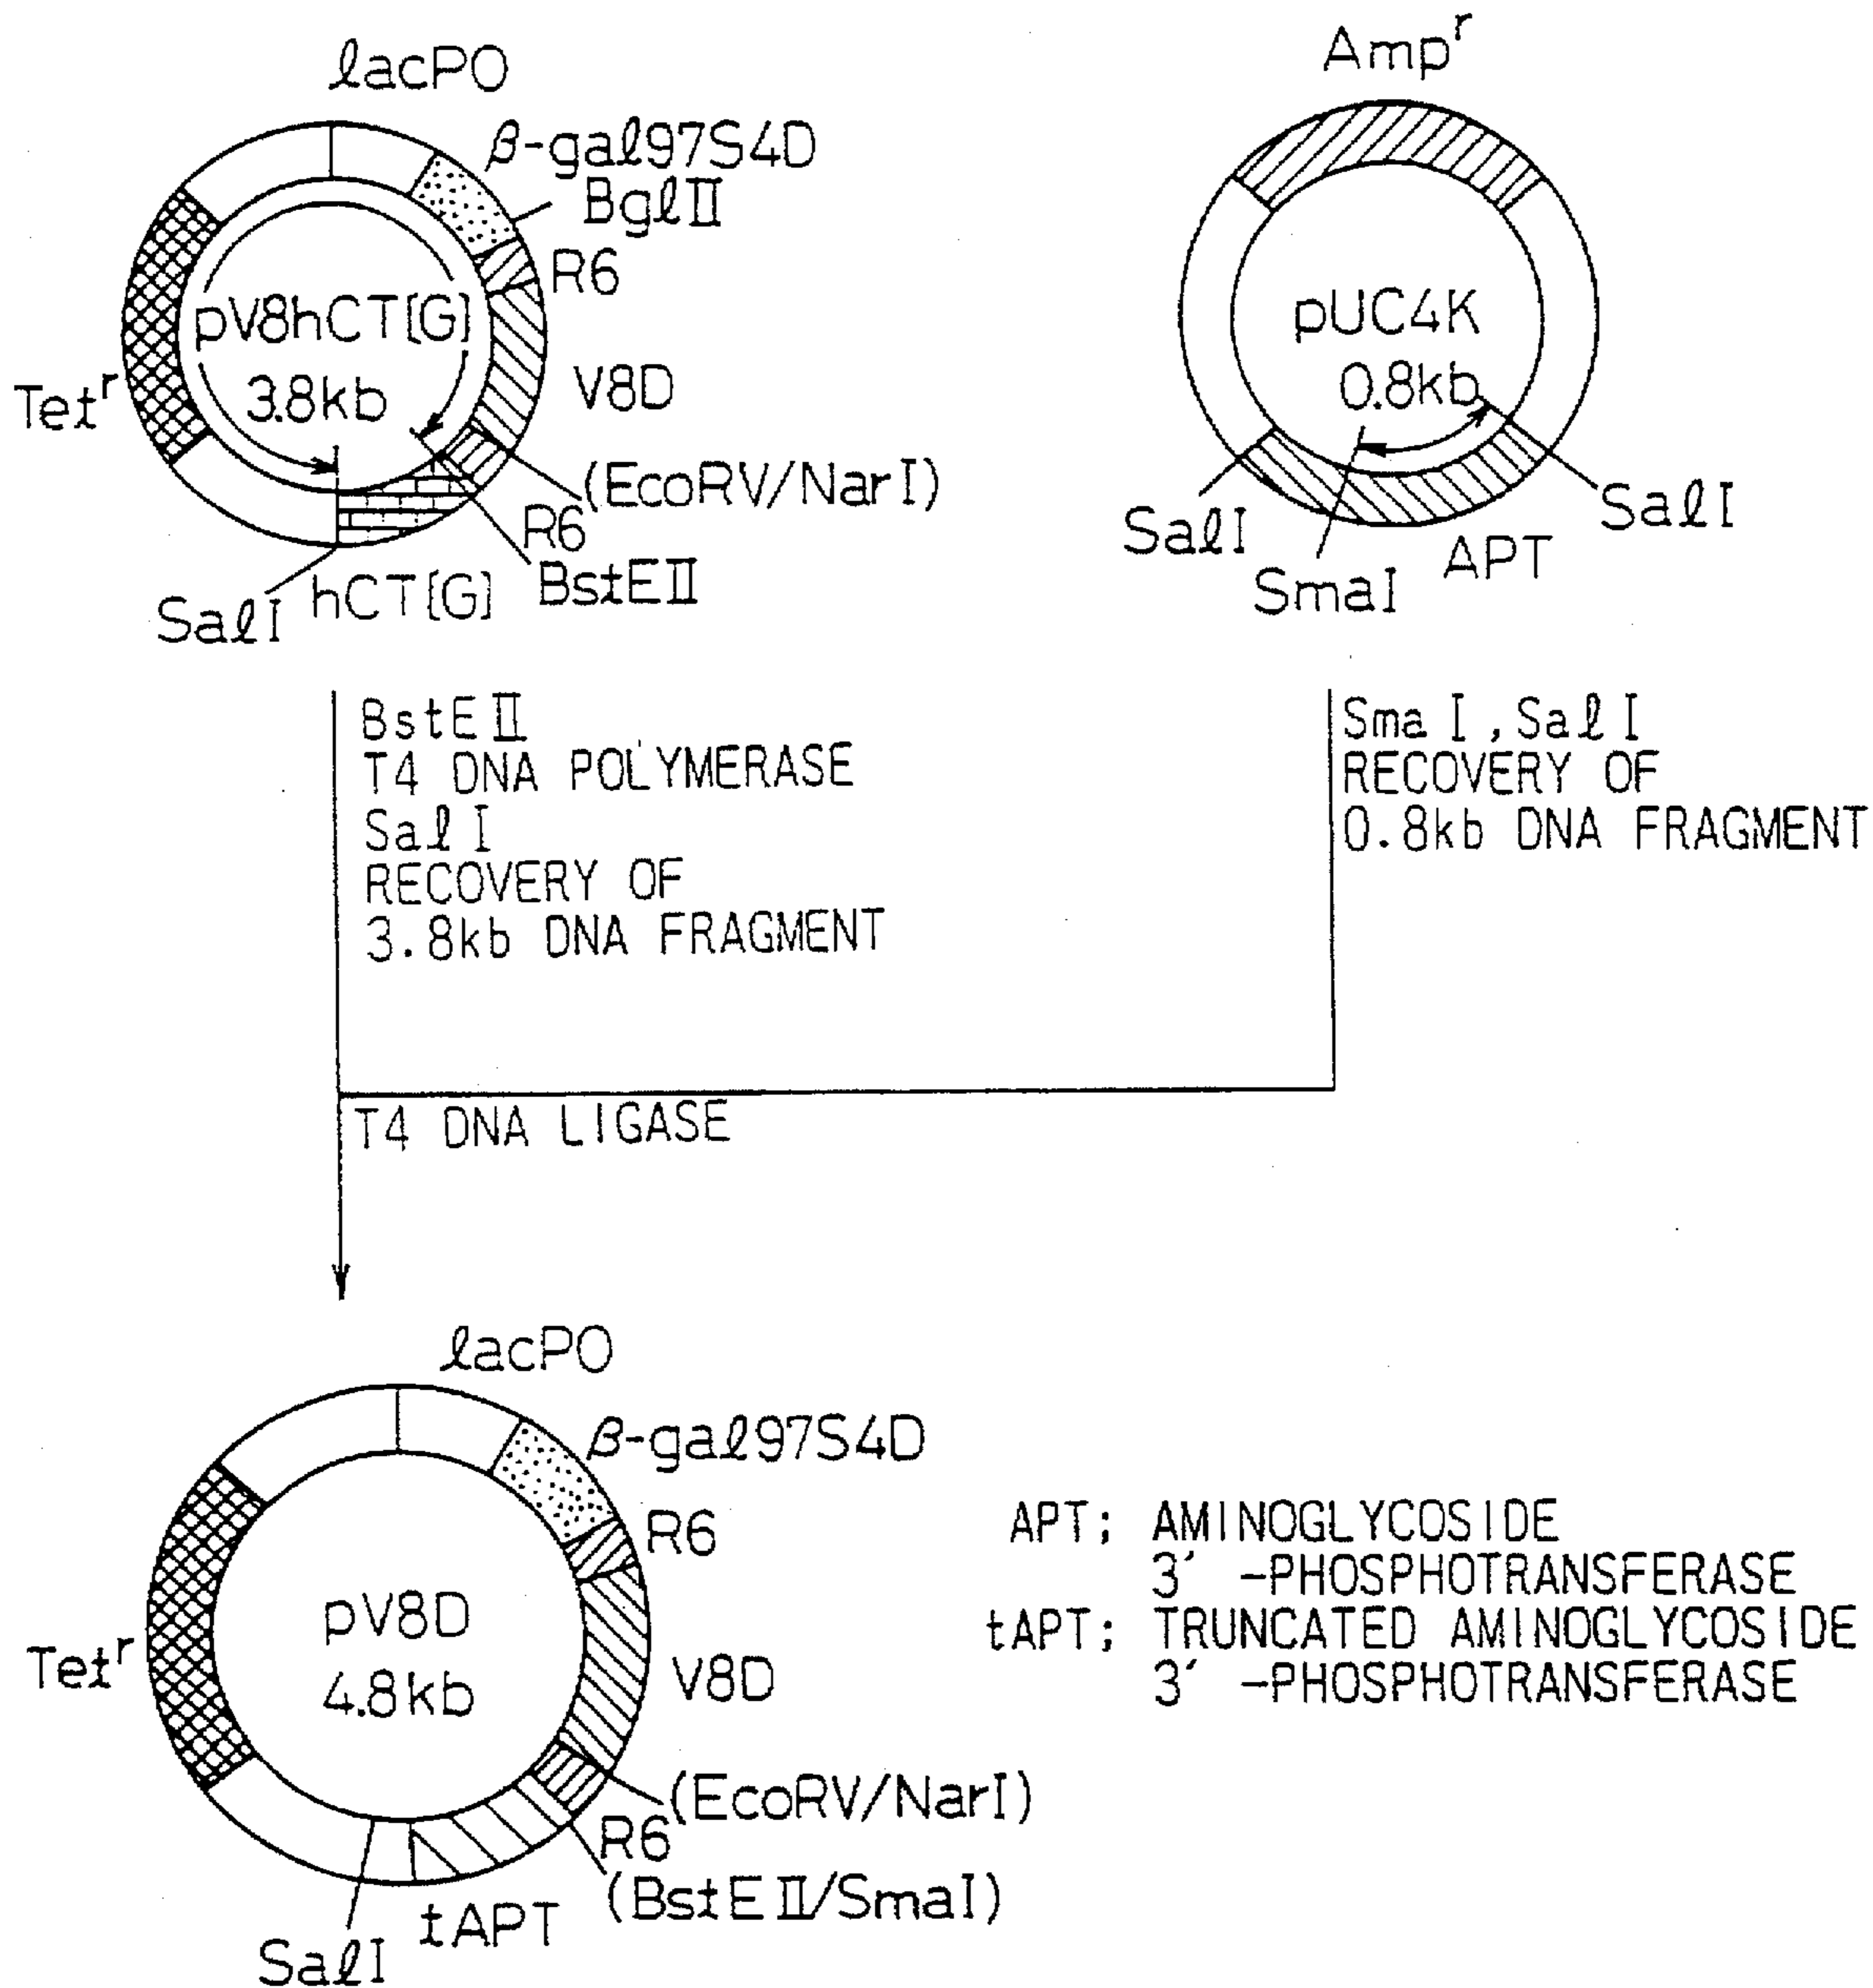 lacPO
β-gal97S4D
BglII
R6
pV8hCT[G]
3.8kb
V8D
Tetʳ
(EcoRV/NarI)
R6
BstEII
hCT[G]
SalI
Ampʳ
pUC4K
0.8kb
SalI
SalI
SmaI
APT
BstEII
T4 DNA POLYMERASE
SalI
RECOVERY OF
3.8kb DNA FRAGMENT
SmaI, SalI
RECOVERY OF
0.8kb DNA FRAGMENT
T4 DNA LIGASE
lacPO
β-gal97S4D
R6
pV8D
4.8kb
Tetʳ
V8D
(EcoRV/NarI)
R6
(BstEII/SmaI)
tAPT
SalI
APT; AMINOGLYCOSIDE
3′ -PHOSPHOTRANSFERASE
tAPT; TRUNCATED AMINOGLYCOSIDE
3′ -PHOSPHOTRANSFERASE